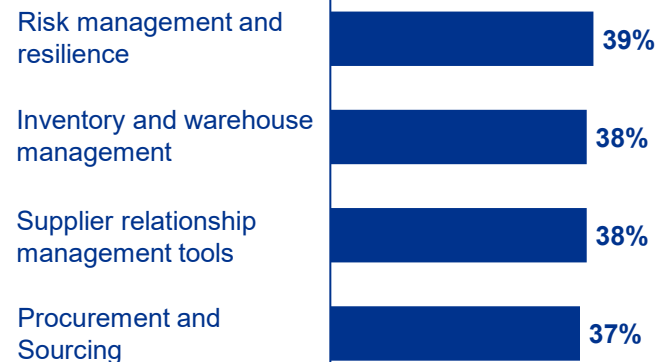 Risk management and
resilience
39%
Inventory and warehouse
management
38%
Supplier relationship
management tools
38%
Procurement and
Sourcing
37%